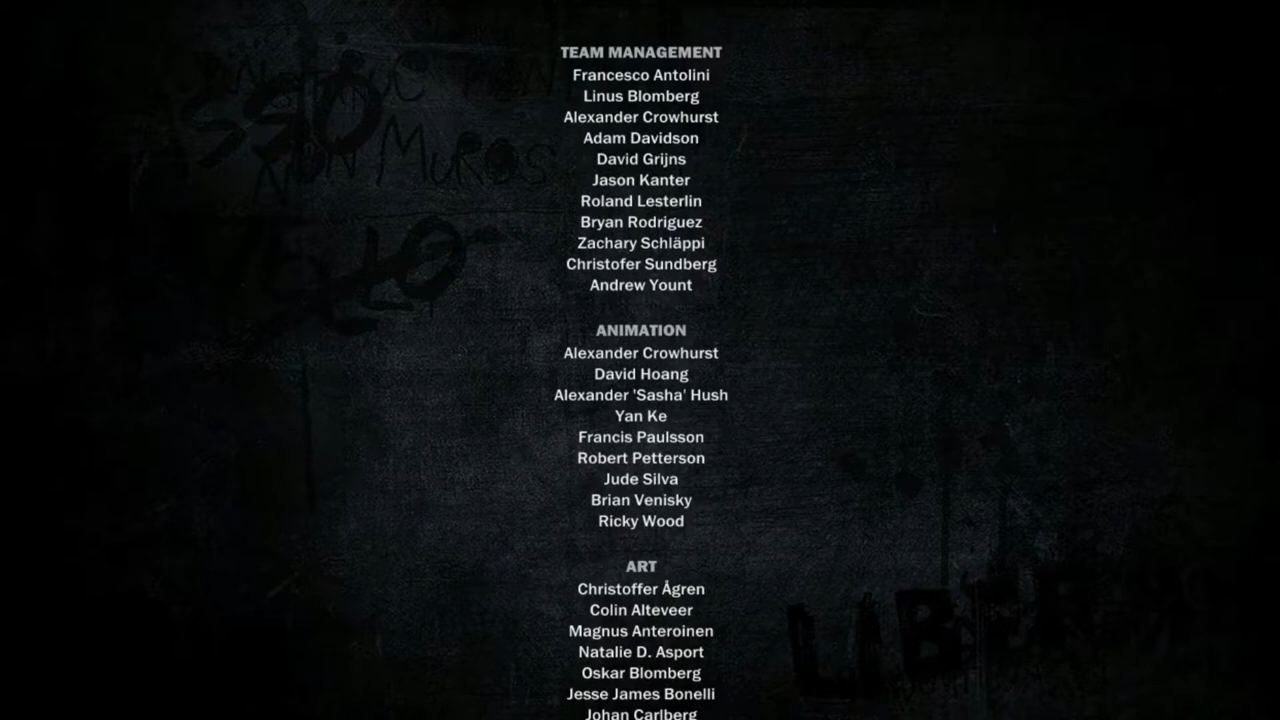 TEAM MANAGEMENT
Francesco Antolini
Linus Blomberg
Alexander Crowhurst
Adam Davidson
David Grijns
Jason Kanter
Roland Lesterlin
Bryan Rodriguez
Zachary Schläppi
Christofer Sundberg
Andrew Yount
ANIMATION
Alexander Crowhurst
David Hoang
Alexander 'Sasha' Hush
Yan Ke
Francis Paulsson
Robert Petterson
Jude Silva
Brian Venisky
Ricky Wood
ART
Christoffer Ågren
Colin Alteveer
Magnus Anteroinen
Natalie D. Asport
Oskar Blomberg
Jesse James Bonelli
Johan Carlberg
MUROS